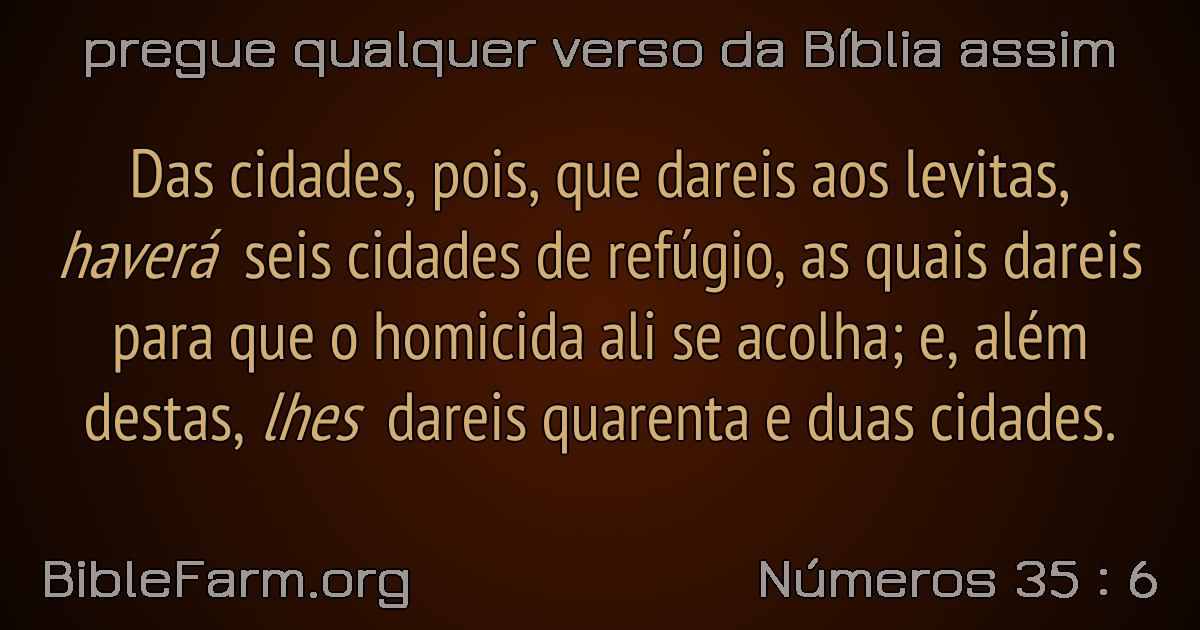 pregue qualquer verso da Bíblia assim
Das cidades, pois, que dareis aos levitas,
haverá seis cidades de refúgio, as quais dareis
para que o homicida ali se acolha; e, além
destas, lhes dareis quarenta e duas cidades.
BibleFarm.org
Números 35 : 6